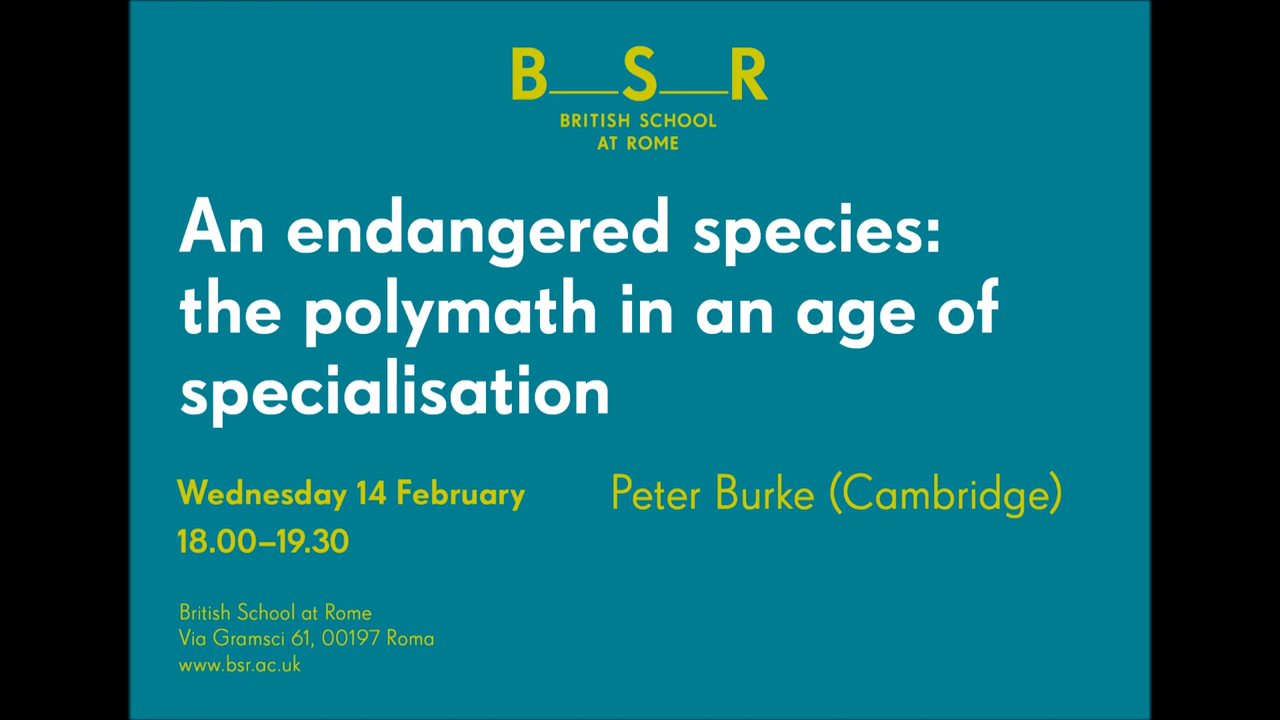 B__S__R
BRITISH SCHOOL
AT ROME
An endangered species:
the polymath in an age of
specialisation
Wednesday 14 February
18.00–19.30
Peter Burke (Cambridge)
British School at Rome
Via Gramsci 61, 00197 Roma
www.bsr.ac.uk